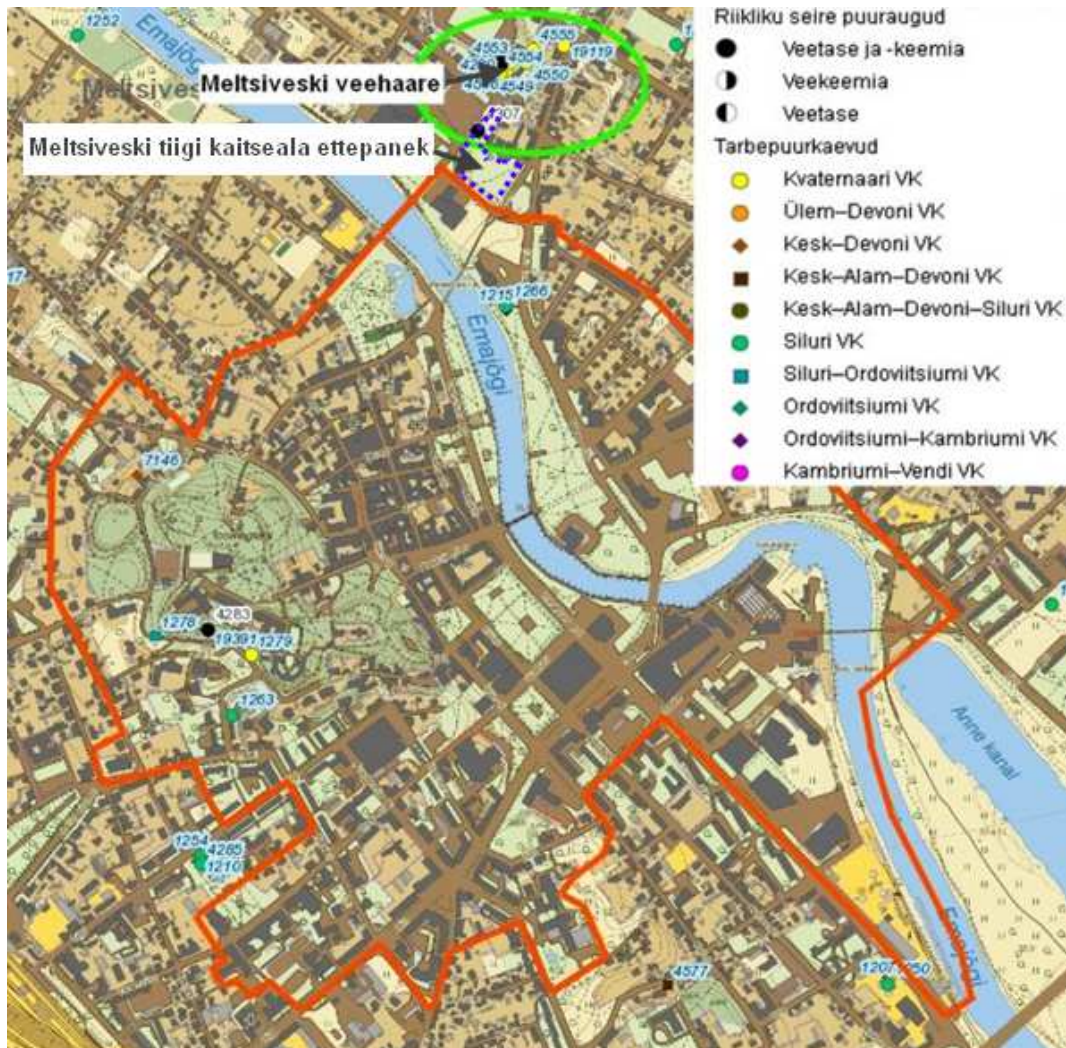 Riikliku seire puuraugud
Veetase ja -keemia
Veekeemia
Veetase
Tarbepuurkaevud
Kvaternaari VK
Ülem–Devoni VK
Kesk–Devoni VK
Kesk–Alam–Devoni VK
Kesk–Alam–Devoni–Siluri VK
Siluri VK
Siluri–Ordoviitsiumi VK
Ordoviitsiumi VK
Ordoviitsiumi–Kambriumi VK
Kambriumi–Vendi VK
1252
Emajõgi
4553
4555
4554
19119
Meltsiveski veehaare
4550
4549
Meltsiveski tiigi kaitseala ettepanek
1215
1266
Emajõgi
7146
4283
1278
19391
1279
1263
Anne kanal
1254
4285
1210
4577
1207
Emajõgi